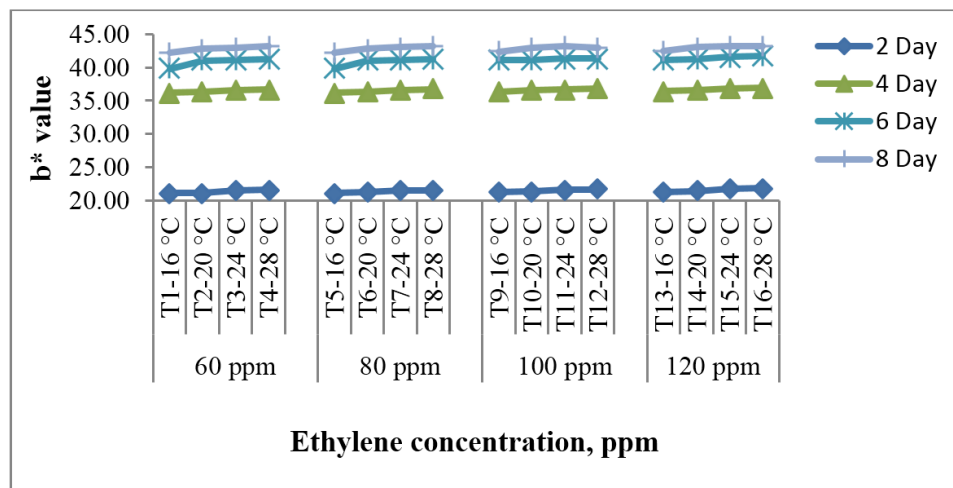 45.00
40.00
35.00
30.00
25.00
20.00
b* value
2 Day
4 Day
6 Day
8 Day
T1-16 °C
T2-20 °C
T3-24 °C
T4-28 °C
T5-16 °C
T6-20 °C
T7-24 °C
T8-28 °C
T9-16 °C
T10-20 °C
T11-24 °C
T12-28 °C
T13-16 °C
T14-20 °C
T15-24 °C
T16-28 °C
60 ppm
80 ppm
100 ppm
120 ppm
Ethylene concentration, ppm